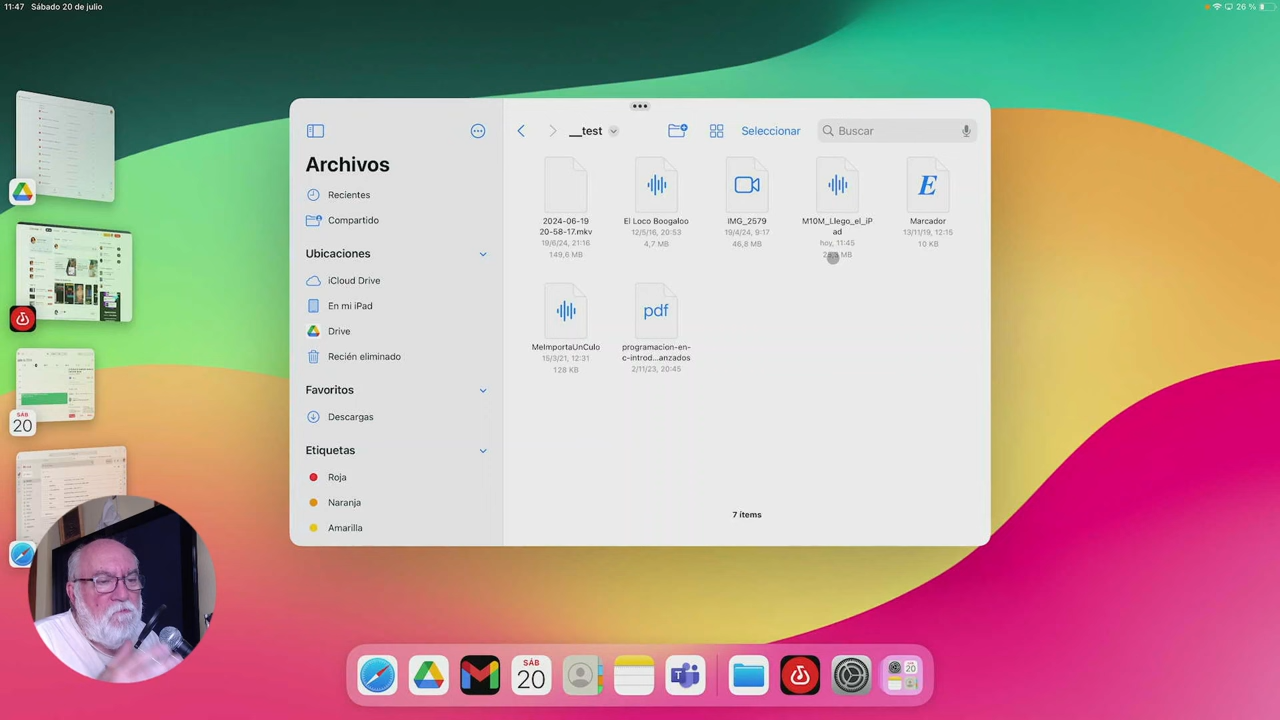 11:47 Sábado 20 de julio
26 %
__test
Seleccionar
Buscar
Archivos
Recientes
Compartido
Ubicaciones
iCloud Drive
En mi iPad
Drive
Recién eliminado
Favoritos
Descargas
Etiquetas
Roja
Naranja
Amarilla
2024-06-19
20-58-17.mkv
19/6/24, 21:16
149,6 MB
El Loco Boogaloo
12/5/16, 20:53
4,7 MB
IMG_2579
19/4/24, 9:17
46,8 MB
M10M_Llego_el_iP
ad
hoy, 11:45
MB
E
Marcador
13/11/19, 12:15
10 KB
MeImportaUnCulo
15/3/21, 12:31
128 KB
pdf
programacion-en-
c-introd...anzados
2/11/23, 20:45
7 ítems
SÁB
20
SÁB
20
20